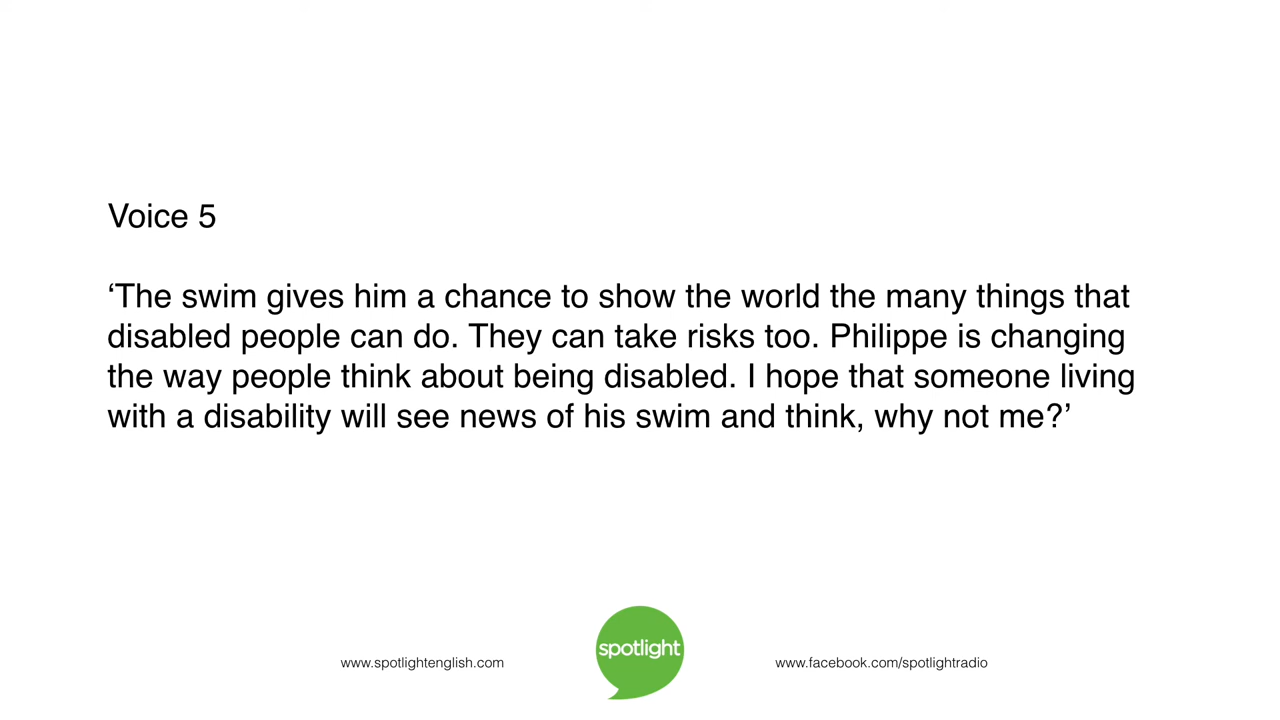 Voice 5
‘The swim gives him a chance to show the world the many things that
disabled people can do. They can take risks too. Philippe is changing
the way people think about being disabled. I hope that someone living
with a disability will see news of his swim and think, why not me?’
www.spotlightenglish.com
spotlight
www.facebook.com/spotlightradio